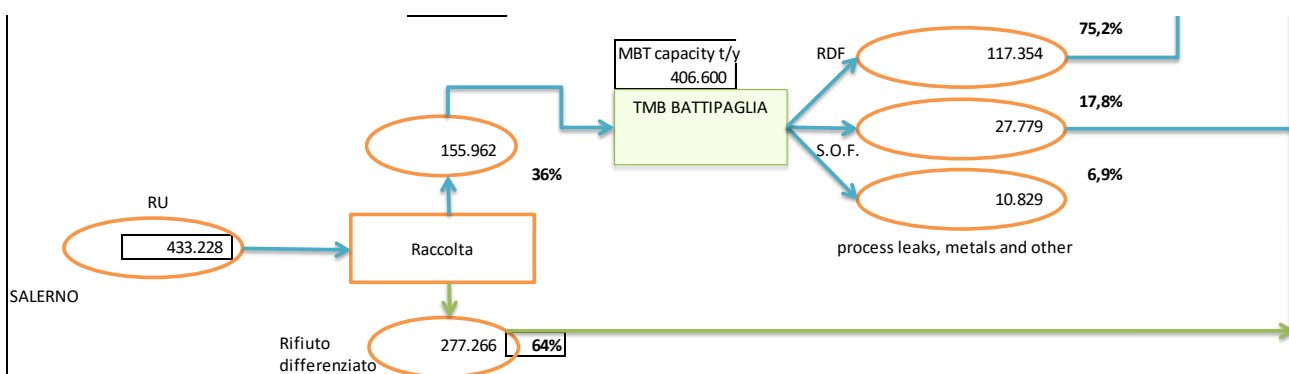 75,2%
MBT capacity t/y
406.600
RDF
117.354
TMB BATTIPAGLIA
17,8%
27.779
S.O.F.
155.962
36%
6,9%
10.829
RU
433.228
Raccolta
process leaks, metals and other
SALERNO
Rifiuto
differenziato
277.266
64%